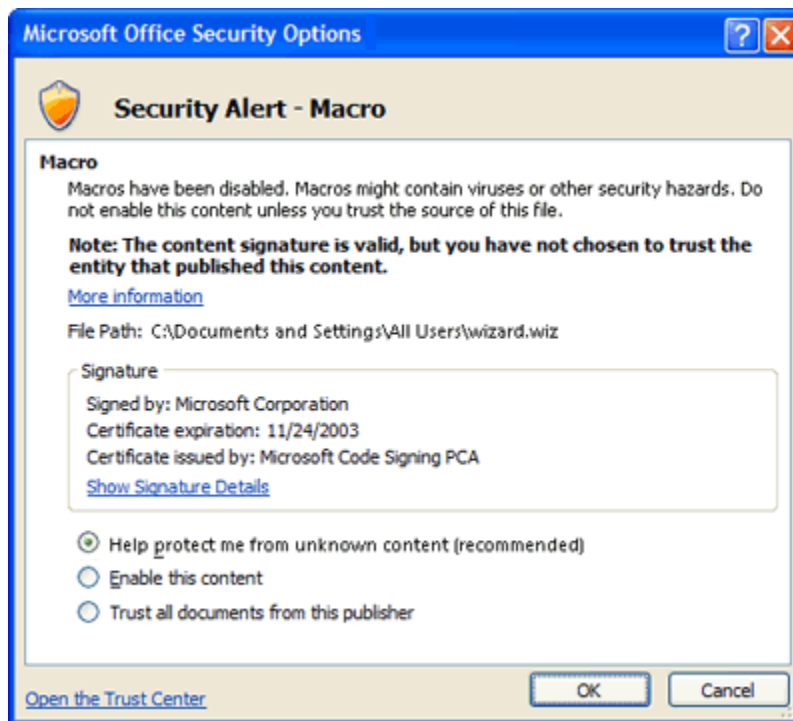 Microsoft Office Security Options
?
Security Alert - Macro
Macro
Macros have been disabled. Macros might contain viruses or other security hazards. Do
not enable this content unless you trust the source of this file.
Note: The content signature is valid, but you have not chosen to trust the
entity that published this content.
More information
File Path: C:\Documents and Settings\All Users\wizard.wiz
Signature
Signed by: Microsoft Corporation
Certificate expiration: 11/24/2003
Certificate issued by: Microsoft Code Signing PCA
Show Signature Details
Help protect me from unknown content (recommended)
Enable this content
Trust all documents from this publisher
Open the Trust Center
OK
Cancel